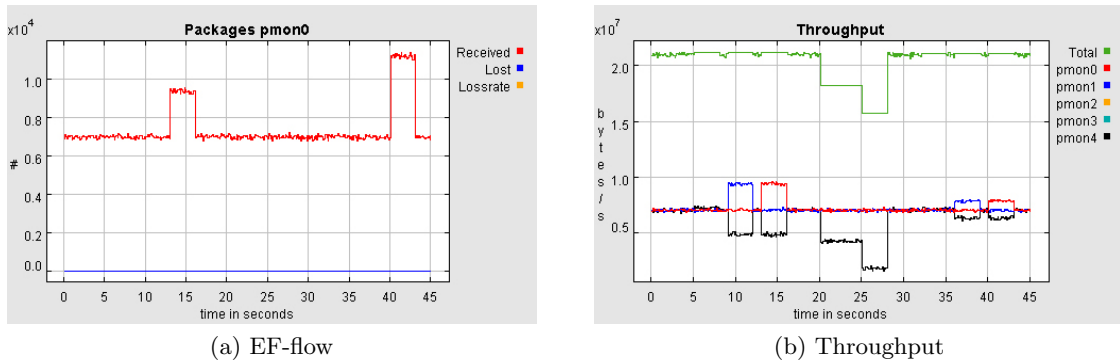 x10^4
Packages pmon0
Received
Lost
Lossrate
1.0
0.8
0.6
#
0.4
0.2
0.0
0 5 10 15 20 25 30 35 40 45
time in seconds
(a) EF-flow
x10^7
Throughput
Total
pmon0
pmon1
pmon2
pmon3
pmon4
2.0
1.5
1.0
0.5
bytes/s
0 5 10 15 20 25 30 35 40 45
time in seconds
(b) Throughput